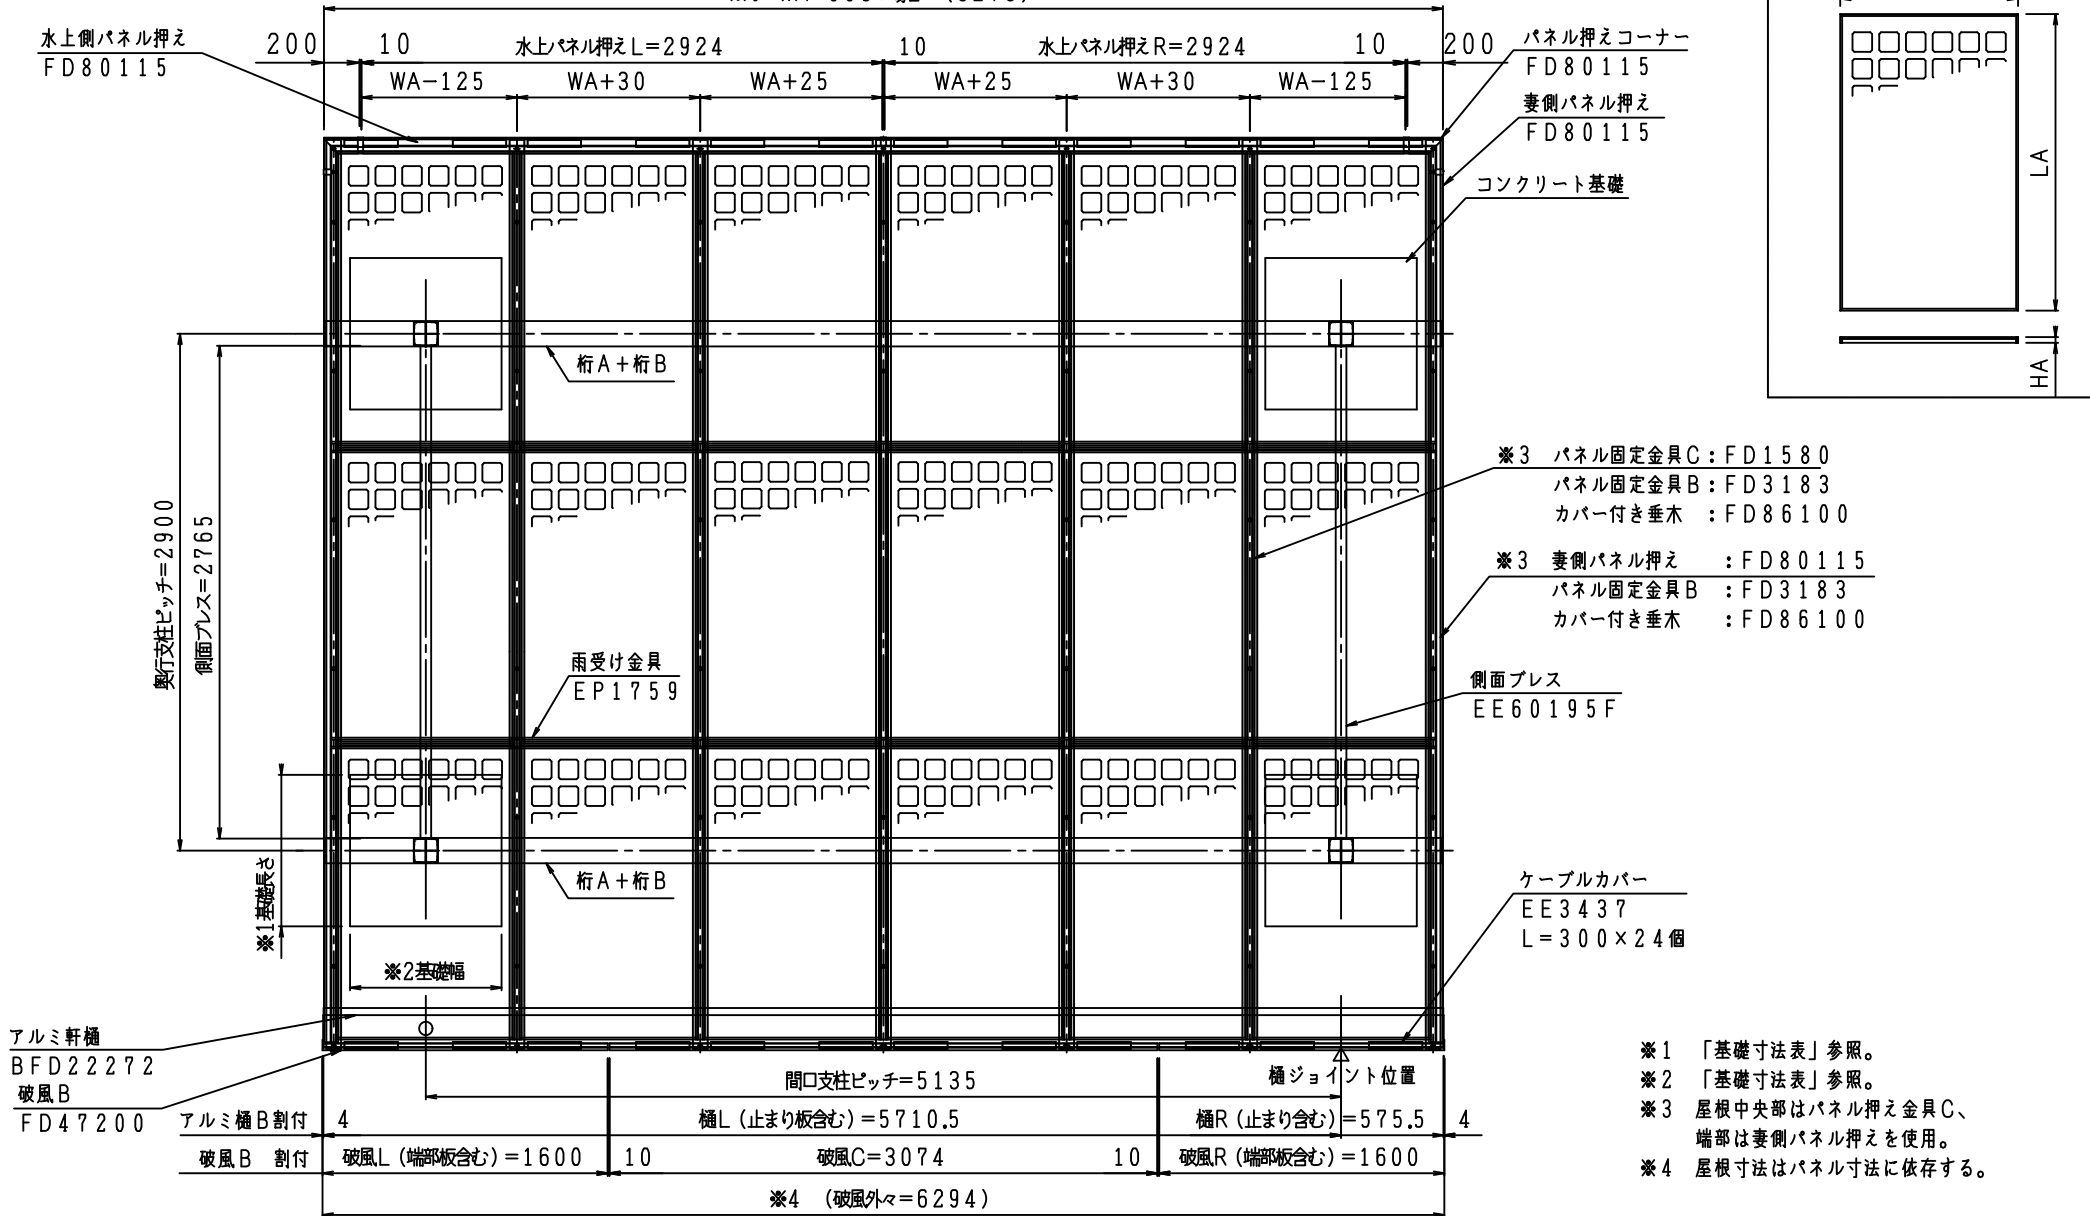 水上側パネル押え
FD80115
200
10
水上パネル押えL=2924
10
水上パネル押えR=2924
10
200
WA-125
WA+30
WA+25
WA+25
WA+30
WA-125
パネル押えコーナー
FD80115
妻側パネル押え
FD80115
コンクリート基礎
LA
HA
桁A+桁B
※3 パネル固定金具C:FD1580
パネル固定金具B:FD3183
カバー付き垂木 :FD86100
※3 妻側パネル押え :FD80115
パネル固定金具B :FD3183
カバー付き垂木 :FD86100
奥行支柱ピッチ=2900
側面ブレス=2765
雨受け金具
EP1759
側面ブレス
EE60195F
※1基礎長さ
桁A+桁B
※2基礎幅
ケーブルカバー
EE3437
L=300×24個
アルミ軒樋
BFD22272
破風B
FD47200
間口支柱ピッチ=5135
樋ジョイント位置
アルミ樋B割付
4
樋L(止まり板含む)=5710.5
樋R(止まり含む)=575.5
4
破風B 割付
破風L(端部板含む)=1600
10
破風C=3074
10
破風R(端部板含む)=1600
※4 (破風外々=6294)
※1 「基礎寸法表」参照。
※2 「基礎寸法表」参照。
※3 屋根中央部はパネル押え金具C、
端部は妻側パネル押えを使用。
※4 屋根寸法はパネル寸法に依存する。